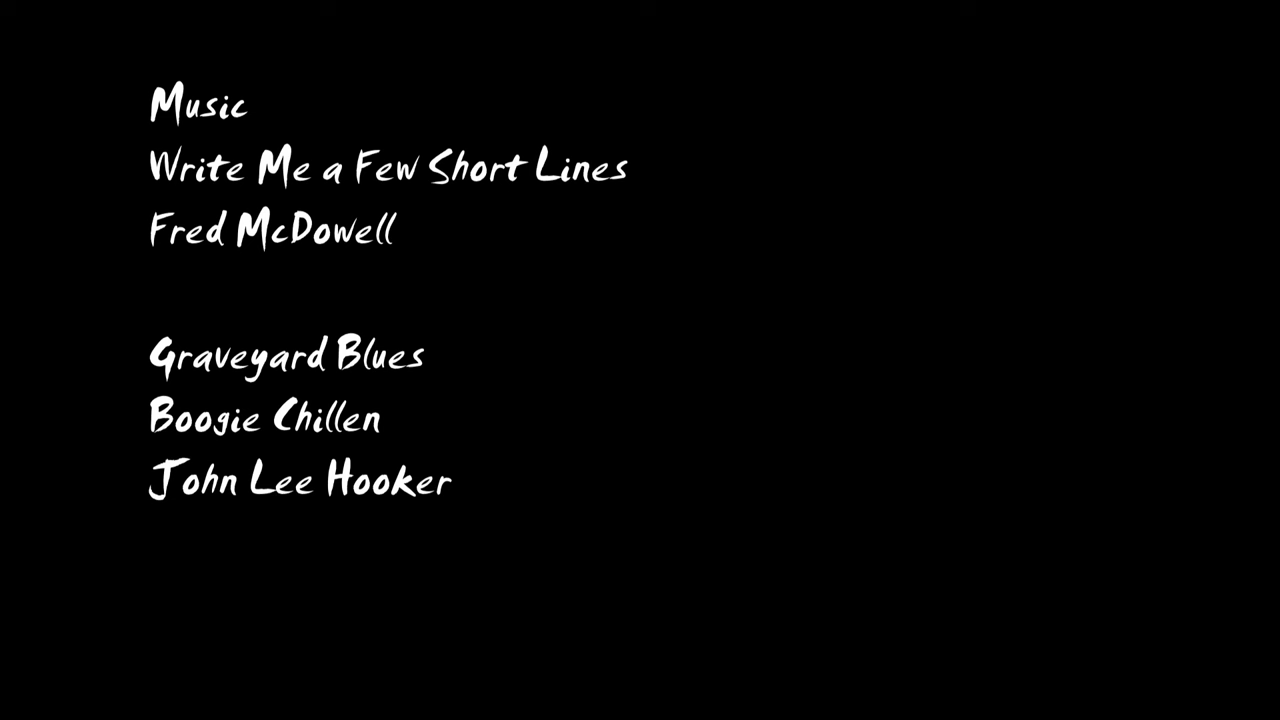 Music
Write Me a Few Short Lines
Fred McDowell
Graveyard Blues
Boogie Chillen
John Lee Hooker